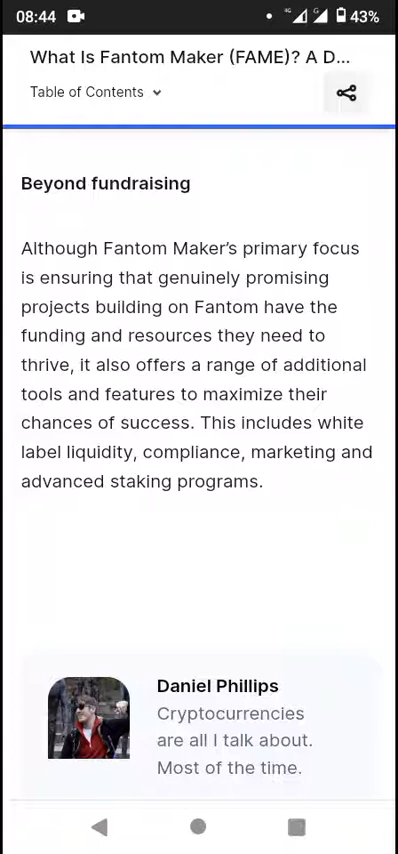 08:44
4G
G
43%
What Is Fantom Maker (FAME)? A D...
Table of Contents
Beyond fundraising
Although Fantom Maker's primary focus
is ensuring that genuinely promising
projects building on Fantom have the
funding and resources they need to
thrive, it also offers a range of additional
tools and features to maximize their
chances of success. This includes white
label liquidity, compliance, marketing and
advanced staking programs.
Daniel Phillips
Cryptocurrencies
are all I talk about.
Most of the time.